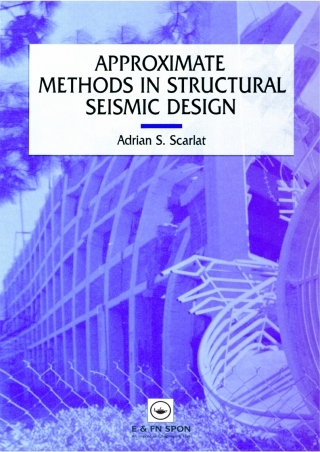 APPROXIMATE
METHODS IN STRUCTURAL
SEISMIC DESIGN
Adrian S. Scarlat
E & FN SPON